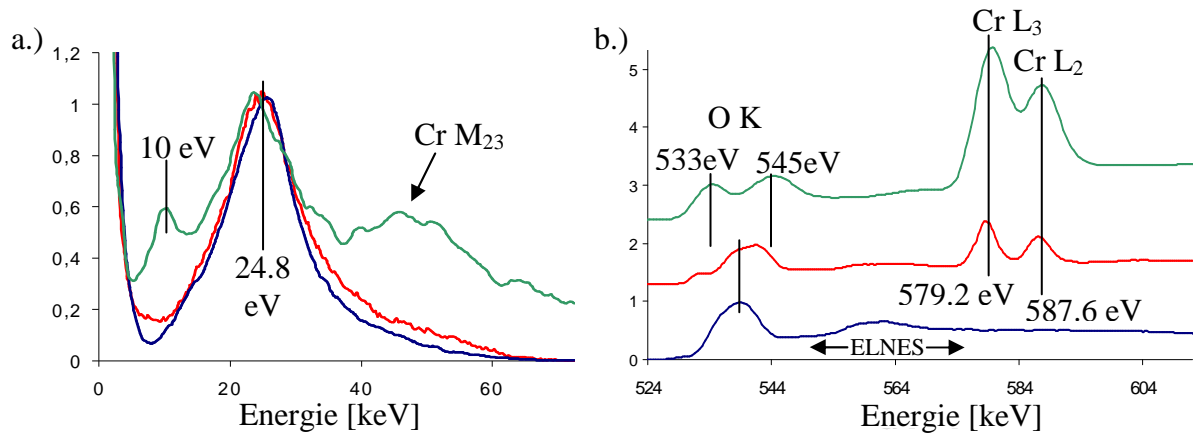 a.)
1,2
1
0,8
0,6
0,4
0,2
0
10 eV
24.8
eV
Cr M23
0 20 40 60
Energie [keV]
b.)
5
4
3
2
1
0
O K
533eV 545eV
Cr L3
Cr L2
579.2 eV
587.6 eV
ELNES
524 544 564 584 604
Energie [keV]